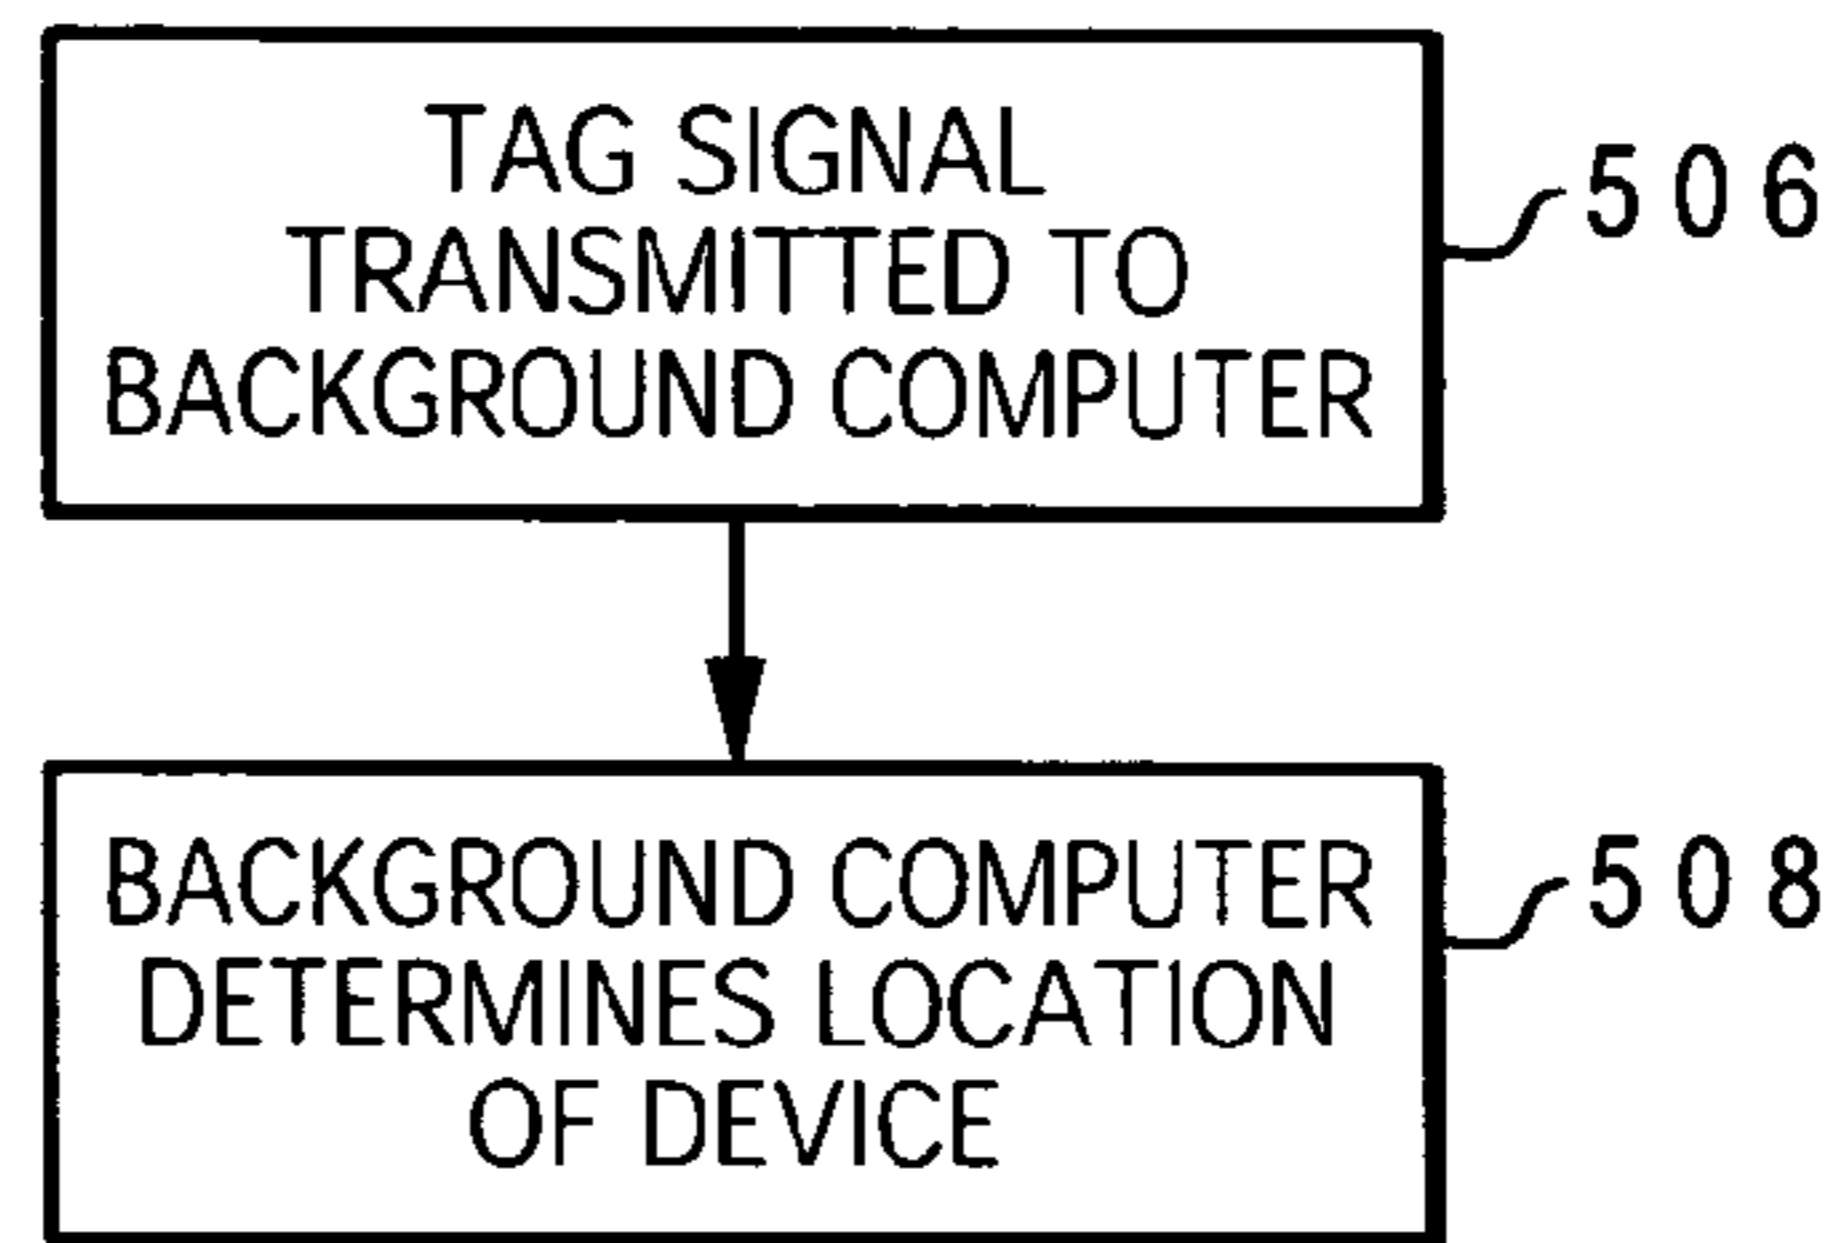 TAG SIGNAL
TRANSMITTED TO
BACKGROUND COMPUTER
506
BACKGROUND COMPUTER
DETERMINES LOCATION
OF DEVICE
508